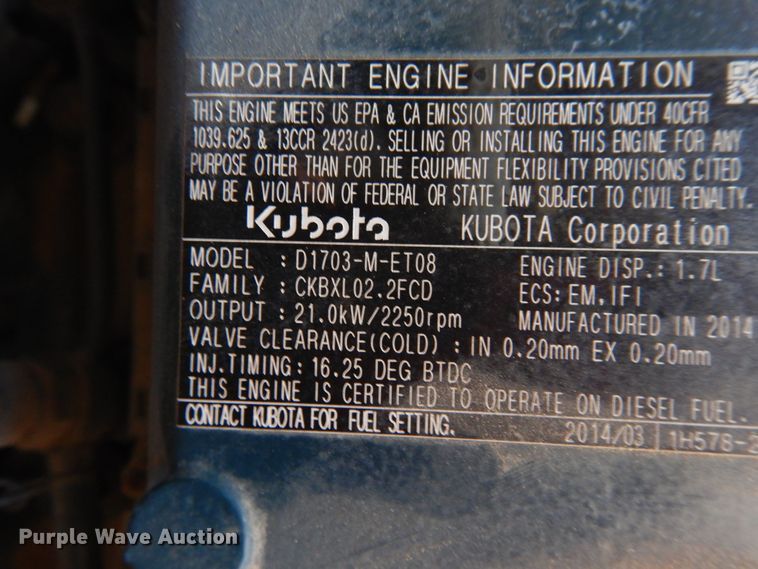 IMPORTANT ENGINE INFORMATION
THIS ENGINE MEETS US EPA & CA EMISSION REQUIREMENTS UNDER 40CFR
1039.625 & 13CCR 2423(d). SELLING OR INSTALLING THIS ENGINE FOR ANY
PURPOSE OTHER THAN FOR THE EQUIPMENT FLEXIBILITY PROVISIONS CITED
MAY BE A VIOLATION OF FEDERAL OR STATE LAW SUBJECT TO CIVIL PENALTY.
Kubota KUBOTA Corporation
MODEL : D1703-M-ET08 ENGINE DISP.: 1.7L
FAMILY : CKBXL02.2FCD ECS: EM.IFI
OUTPUT : 21.0kW/2250rpm MANUFACTURED IN 2014
VALVE CLEARANCE(COLD) : IN 0.20mm EX 0.20mm
INJ.TIMING: 16.25 DEG BTDC
THIS ENGINE IS CERTIFIED TO OPERATE ON DIESEL FUEL.
CONTACT KUBOTA FOR FUEL SETTING. 2014/03 1H578-2
Purple Wave Auction